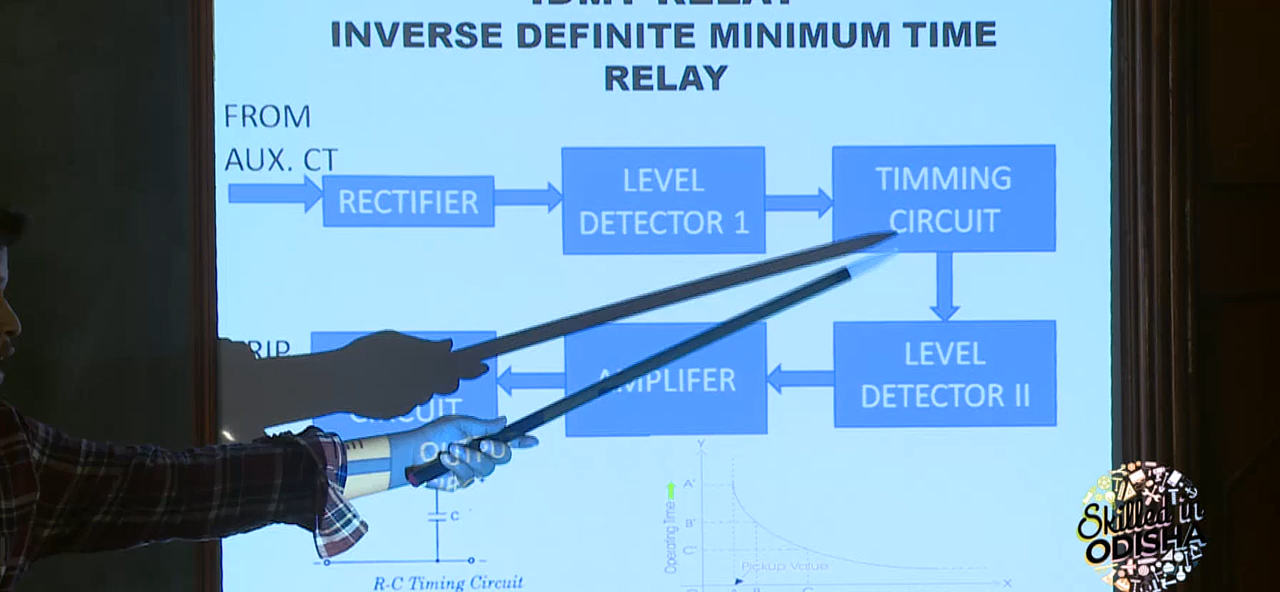 INVERSE DEFINITE MINIMUM TIME
RELAY
FROM
AUX. CT
RECTIFIER
LEVEL
DETECTOR 1
TIMMING
CIRCUIT
LEVEL
DETECTOR II
AMPLIFER
CIRCUIT
C
R-C Timing Circuit
Y
Operating Time
A'
B'
C'
Pickup Value
X
Skilled in
ODISHA